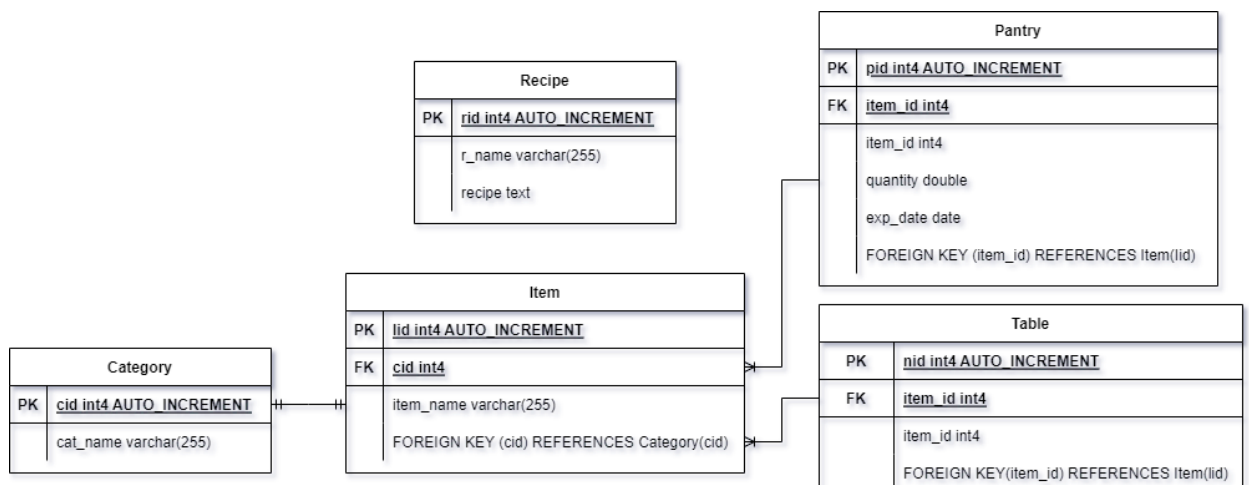 Pantry
PK pid int4 AUTO_INCREMENT
FK item_id int4
item_id int4
quantity double
exp_date date
FOREIGN KEY (item_id) REFERENCES Item(Iid)
Recipe
PK rid int4 AUTO_INCREMENT
r_name varchar(255)
recipe text
Item
PK Iid int4 AUTO_INCREMENT
FK cid int4
item_name varchar(255)
FOREIGN KEY (cid) REFERENCES Category(cid)
Table
PK nid int4 AUTO_INCREMENT
FK item_id int4
item_id int4
FOREIGN KEY(item_id) REFERENCES Item(Iid)
Category
PK cid int4 AUTO_INCREMENT
cat_name varchar(255)